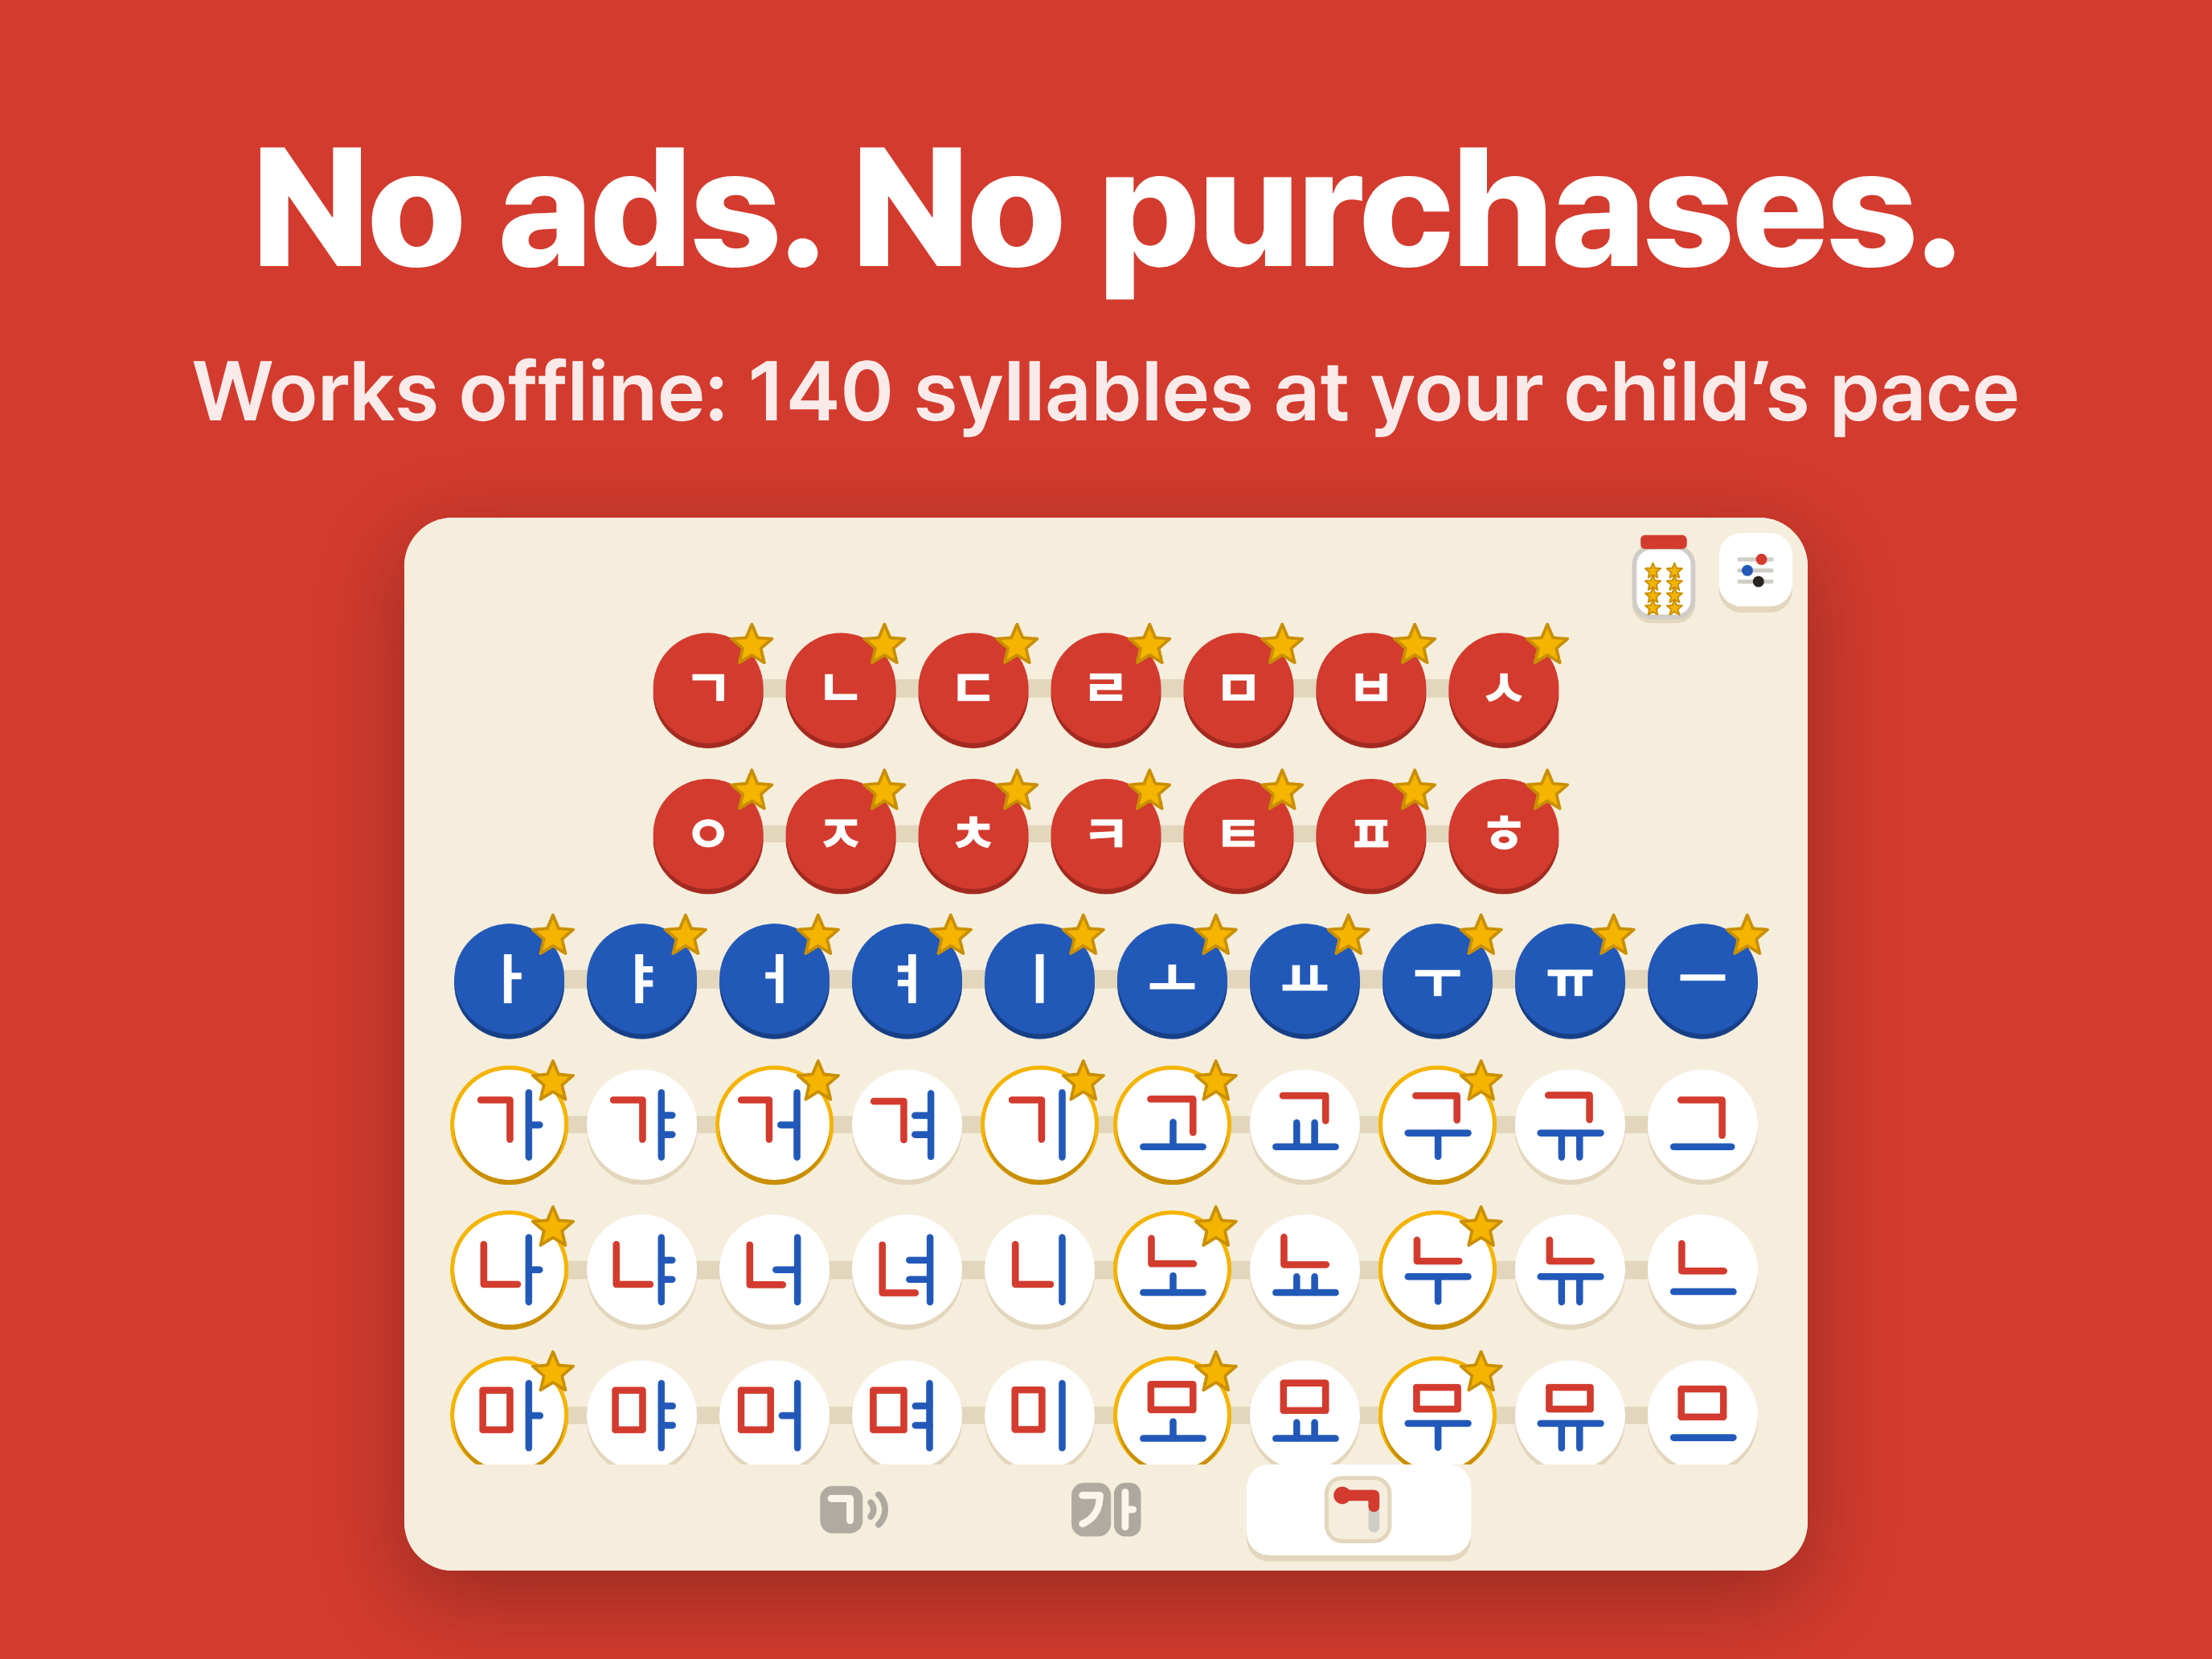 No ads. No purchases.
Works offline: 140 syllables at your child's pace
ㄱ ㄴ ㄷ ㄹ ㅁ ㅂ ㅅ
ㅇ ㅈ ㅊ ㅋ ㅌ ㅍ ㅎ
ㅏ ㅑ ㅓ ㅕ ㅣ ㅗ ㅛ ㅜ ㅠ ㅡ
가 갸 거 겨 기 고 교 구 규 그
나 냐 너 녀 니 노 뇨 누 뉴 느
마 먀 머 며 미 모 묘 무 뮤 므
ㄱ 가 ㄱ